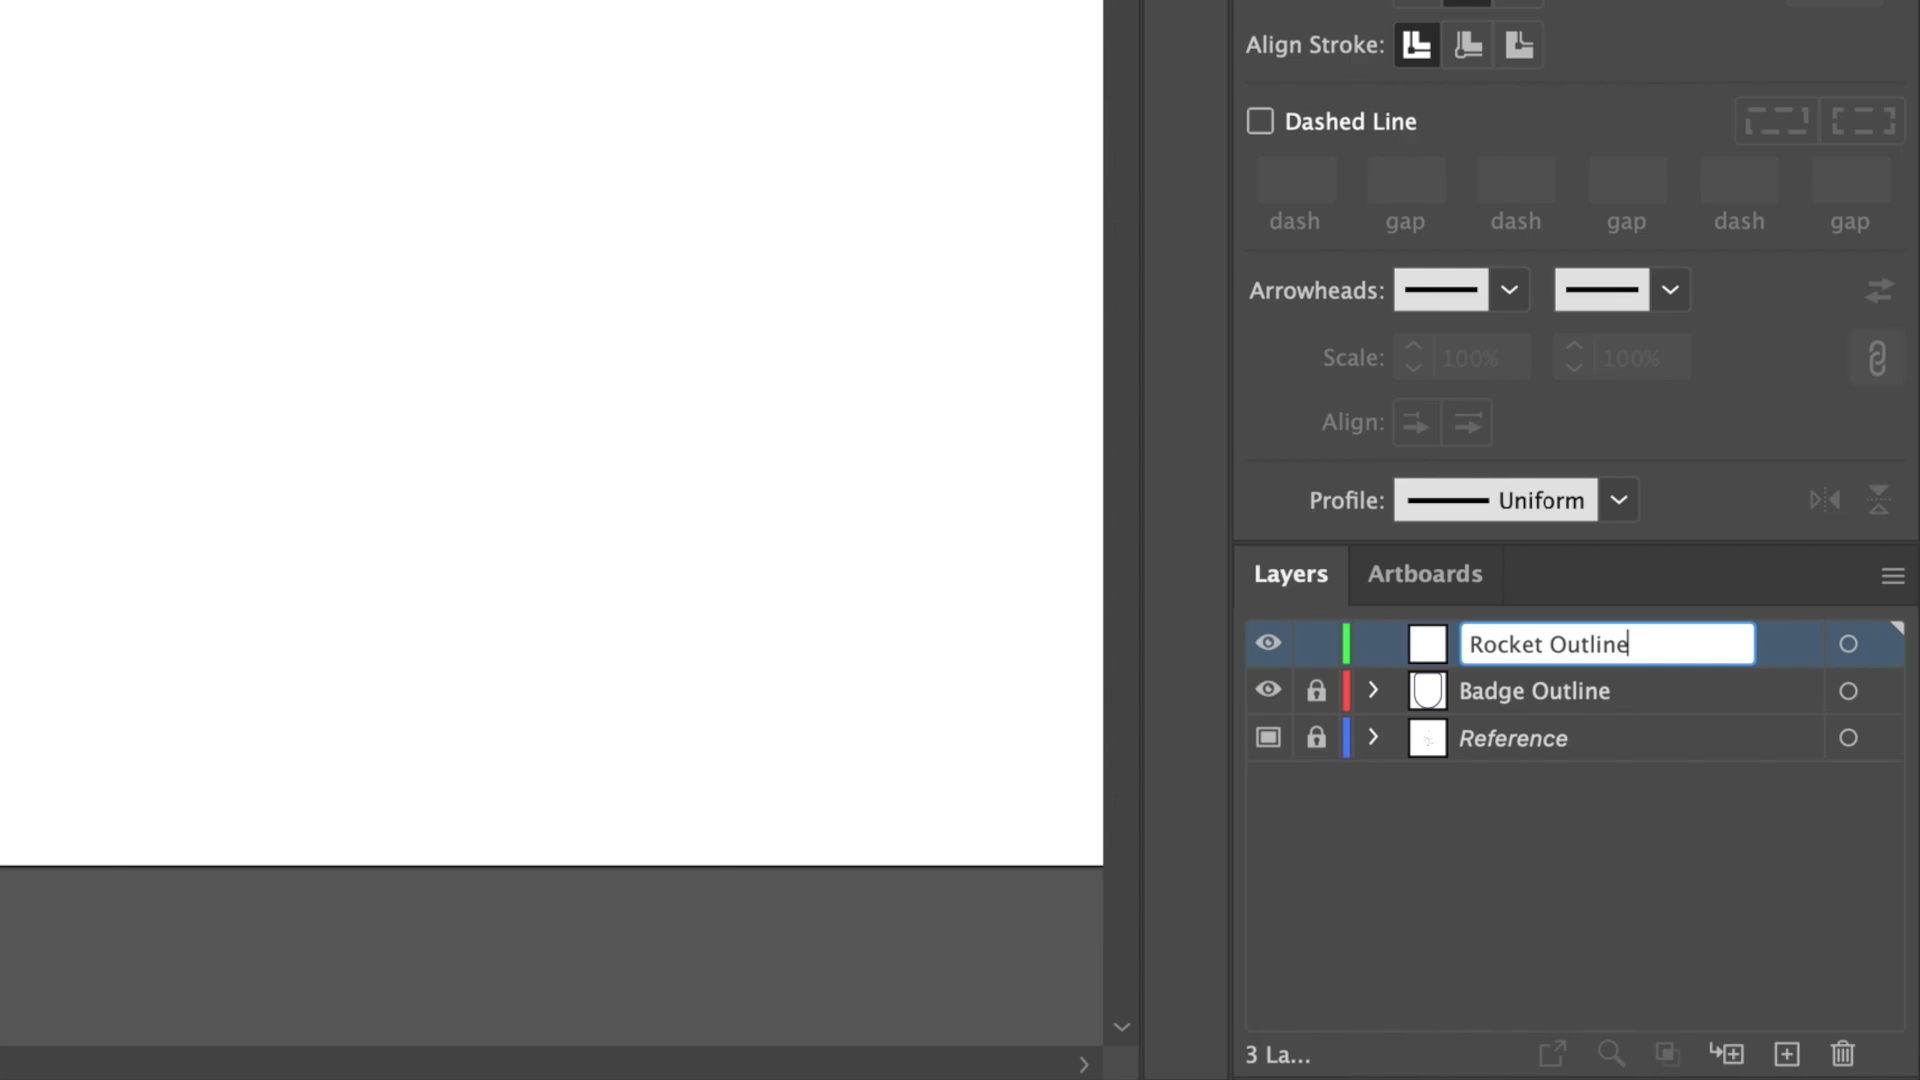 Align Stroke:
Dashed Line
dash gap dash gap dash gap
Arrowheads:
Scale: 100% 100%
Align:
Profile: Uniform
Layers Artboards
Rocket Outline
Badge Outline
Reference
3 La...